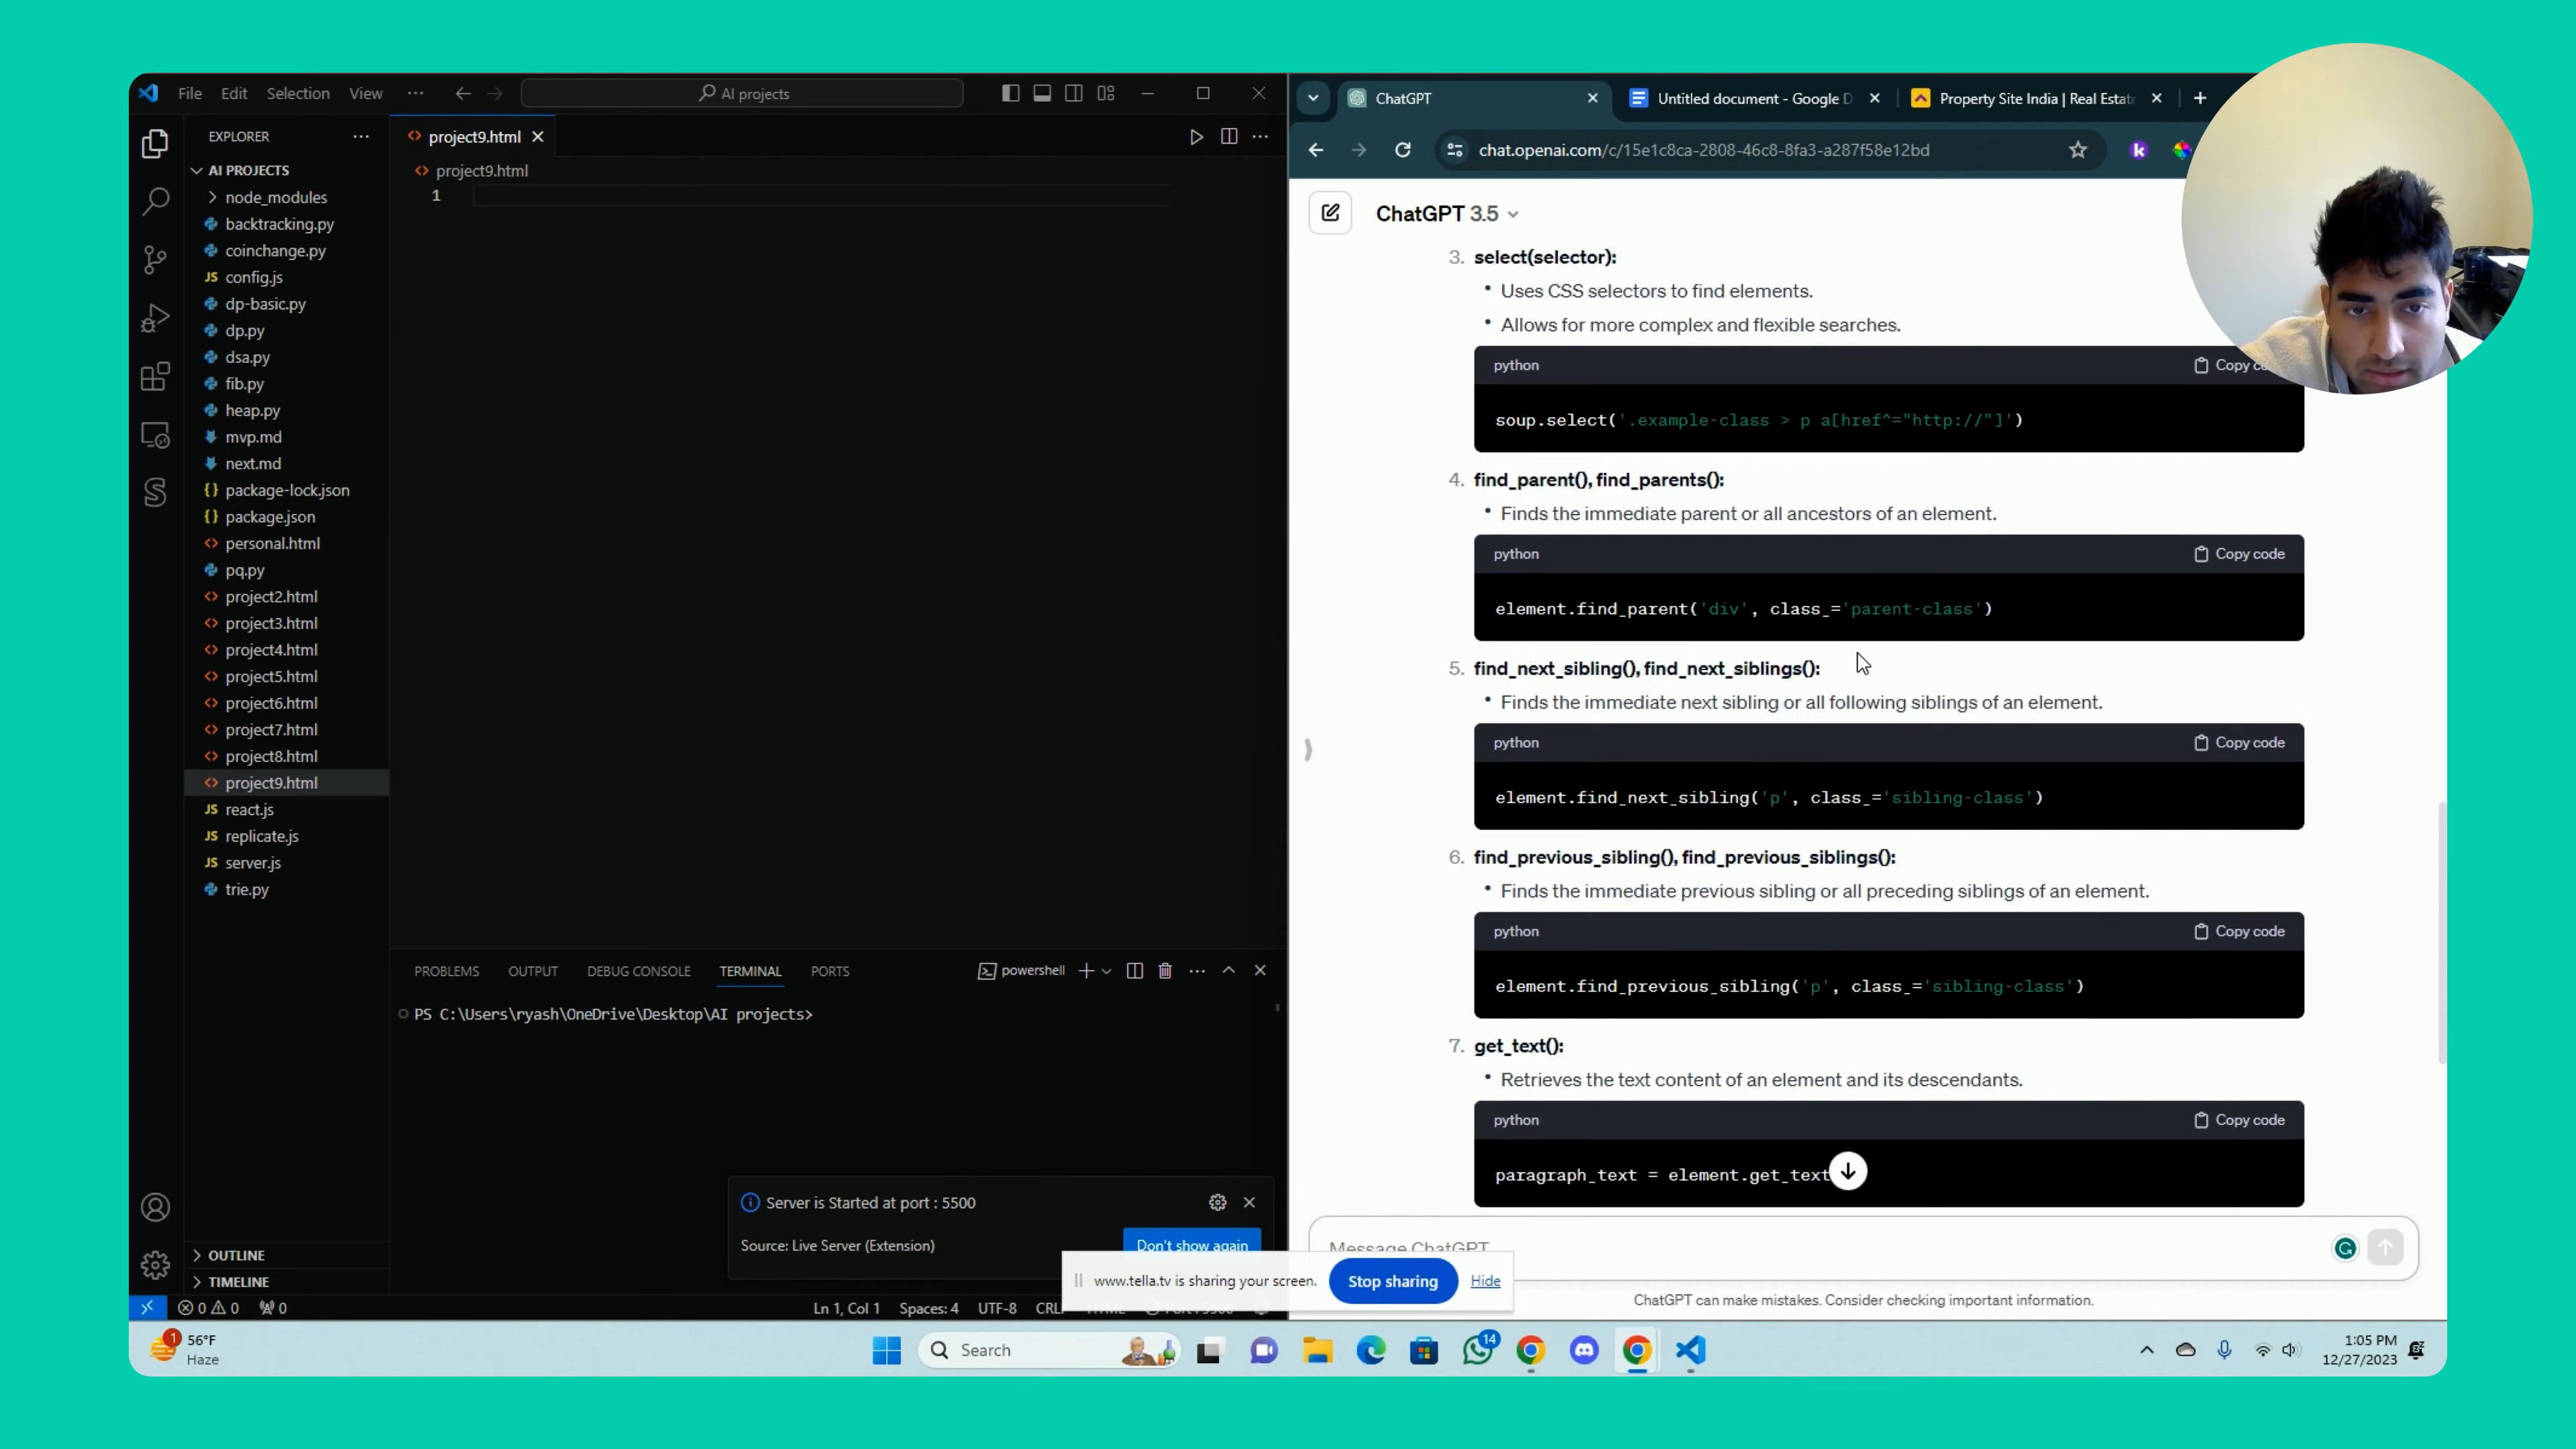 File Edit Selection View ···
AI projects
EXPLORER ···
AI PROJECTS
node_modules
backtracking.py
coinchange.py
JS config.js
dp-basic.py
dp.py
dsa.py
fib.py
heap.py
mvp.md
next.md
{} package-lock.json
{} package.json
<> personal.html
pq.py
<> project2.html
<> project3.html
<> project4.html
<> project5.html
<> project6.html
<> project7.html
<> project8.html
<> project9.html
JS react.js
JS replicate.js
JS server.js
trie.py
OUTLINE
TIMELINE
<> project9.html
<> project9.html
1
PROBLEMS OUTPUT DEBUG CONSOLE TERMINAL PORTS
powershell
PS C:\Users\ryash\OneDrive\Desktop\AI projects>
Server is Started at port : 5500
Source: Live Server (Extension)
Don't show again
0 0 0
Ln 1, Col 1 Spaces: 4 UTF-8
ChatGPT
Untitled document - Google D
Property Site India | Real Estate
chat.openai.com/c/15e1c8ca-2808-46c8-8fa3-a287f58e12bd
k
ChatGPT 3.5
3. select(selector):
• Uses CSS selectors to find elements.
• Allows for more complex and flexible searches.
python
Copy
soup.select('.example-class > p a[href^="http://"]')
4. find_parent(), find_parents():
• Finds the immediate parent or all ancestors of an element.
python
Copy code
element.find_parent('div', class_='parent-class')
5. find_next_sibling(), find_next_siblings():
• Finds the immediate next sibling or all following siblings of an element.
python
Copy code
element.find_next_sibling('p', class_='sibling-class')
6. find_previous_sibling(), find_previous_siblings():
• Finds the immediate previous sibling or all preceding siblings of an element.
python
Copy code
element.find_previous_sibling('p', class_='sibling-class')
7. get_text():
• Retrieves the text content of an element and its descendants.
python
Copy code
paragraph_text = element.get_text
Message ChatGPT
www.tella.tv is sharing your screen. Stop sharing Hide
ChatGPT can make mistakes. Consider checking important information.
1
56°F
Haze
Search
14
1:05 PM
12/27/2023